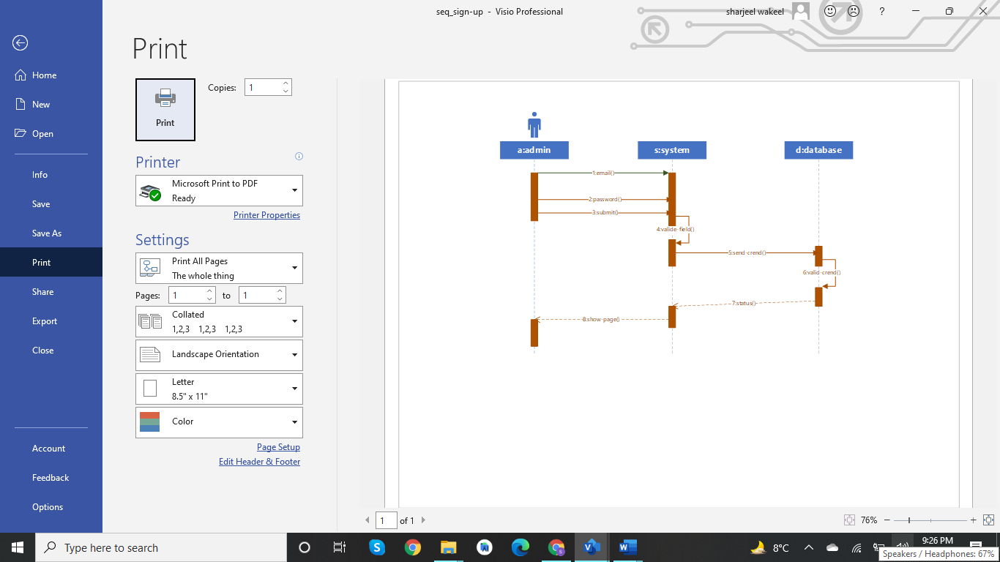 seq_sign-up - Visio Professional
sharjeel wakeel
?
Print
Home
New
Open
Info
Save
Save As
Print
Share
Export
Close
Account
Feedback
Options
Print
Copies: 1
Printer
Microsoft Print to PDF
Ready
Printer Properties
Settings
Print All Pages
The whole thing
Pages: 1 to 1
Collated
1,2,3 1,2,3 1,2,3
Landscape Orientation
Letter
8.5" x 11"
Color
Page Setup
Edit Header & Footer
a:admin
s:system
d:database
1:email()
2:password()
3:submit()
4:valide field()
5:send crend()
6:valid crend()
7:status()
8:show page()
1 of 1
76%
Type here to search
8°C
9:26 PM
Speakers / Headphones: 67%